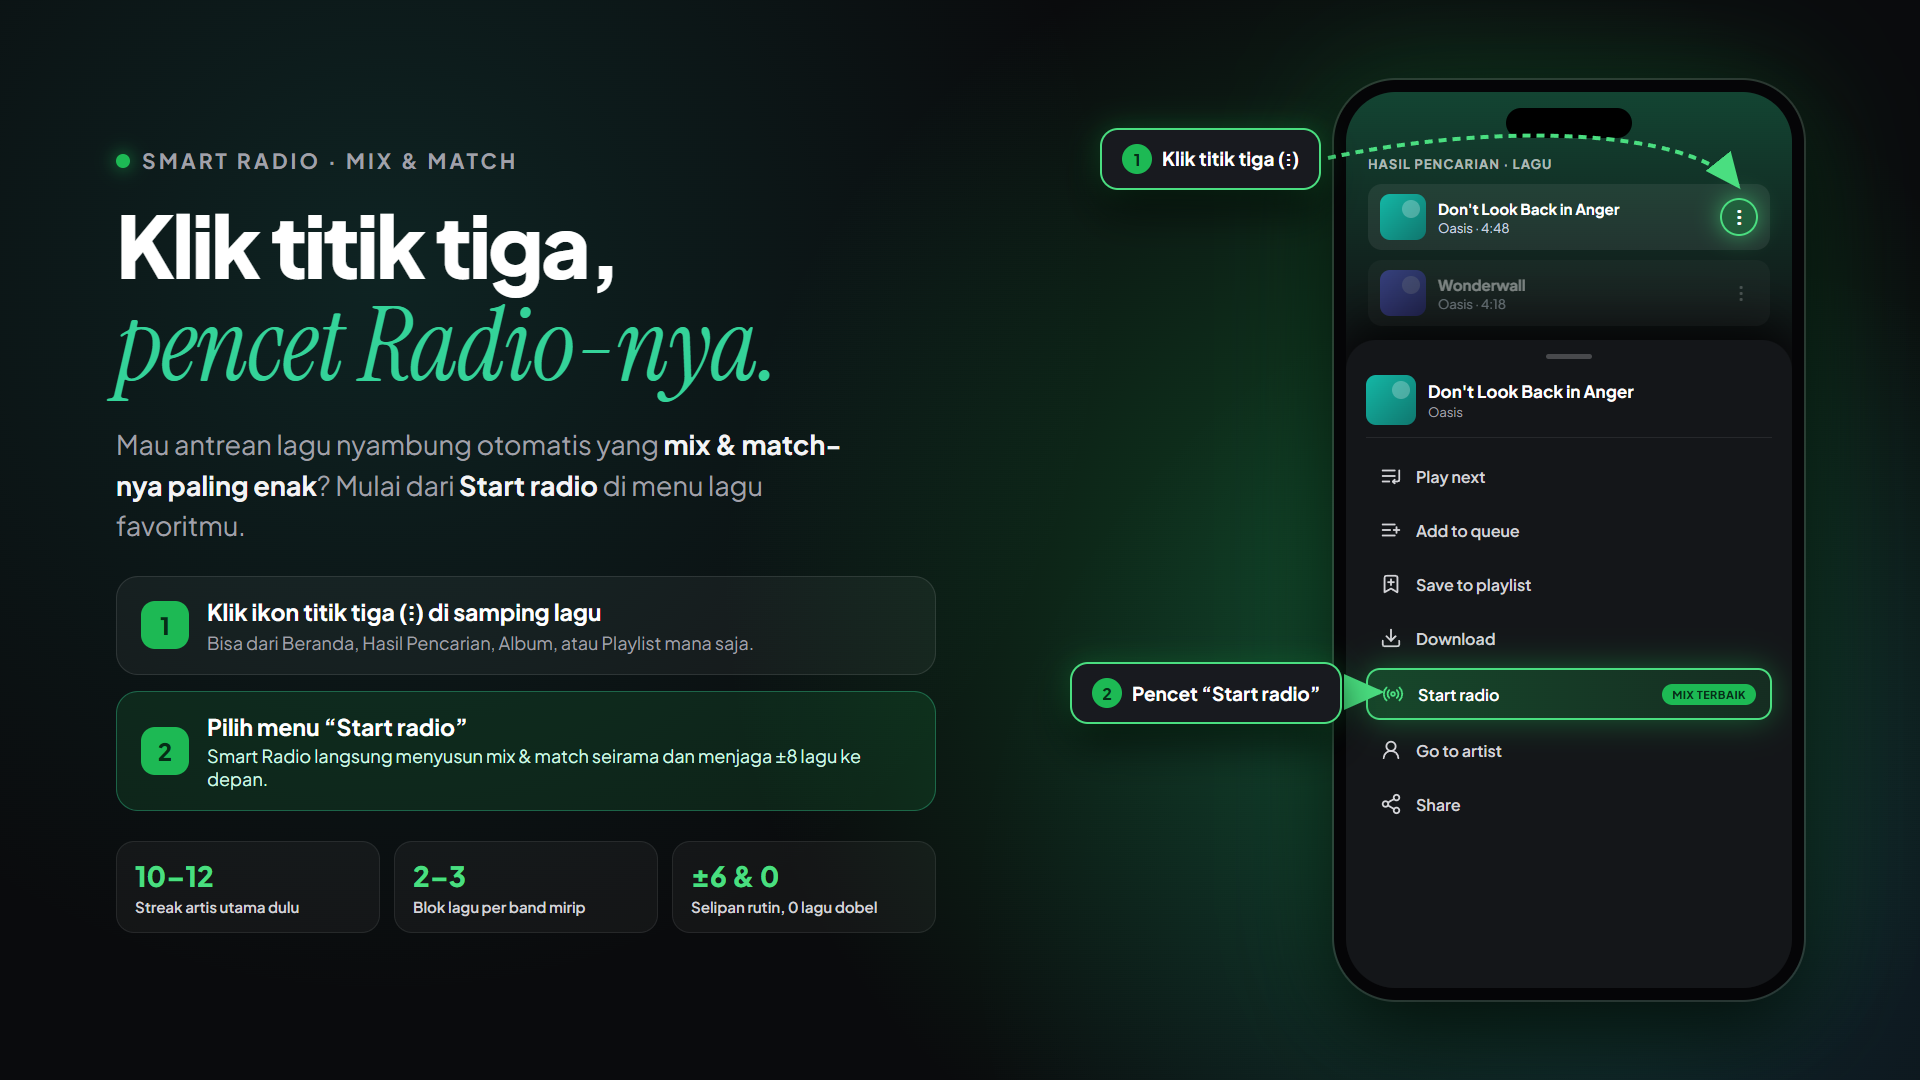 SMART RADIO · MIX & MATCH
Klik titik tiga,
pencet Radio-nya.
Mau antrean lagu nyambung otomatis yang mix & match-
nya paling enak? Mulai dari Start radio di menu lagu
favoritmu.
1
Klik ikon titik tiga (⋮) di samping lagu
Bisa dari Beranda, Hasil Pencarian, Album, atau Playlist mana saja.
2
Pilih menu “Start radio”
Smart Radio langsung menyusun mix & match seirama dan menjaga ±8 lagu ke
depan.
10–12
Streak artis utama dulu
2–3
Blok lagu per band mirip
±6 & 0
Selipan rutin, 0 lagu dobel
1 Klik titik tiga (⋮)
2 Pencet “Start radio”
HASIL PENCARIAN · LAGU
Don't Look Back in Anger
Oasis · 4:48
Wonderwall
Oasis · 4:18
Don't Look Back in Anger
Oasis
Play next
Add to queue
Save to playlist
Download
Start radio MIX TERBAIK
Go to artist
Share